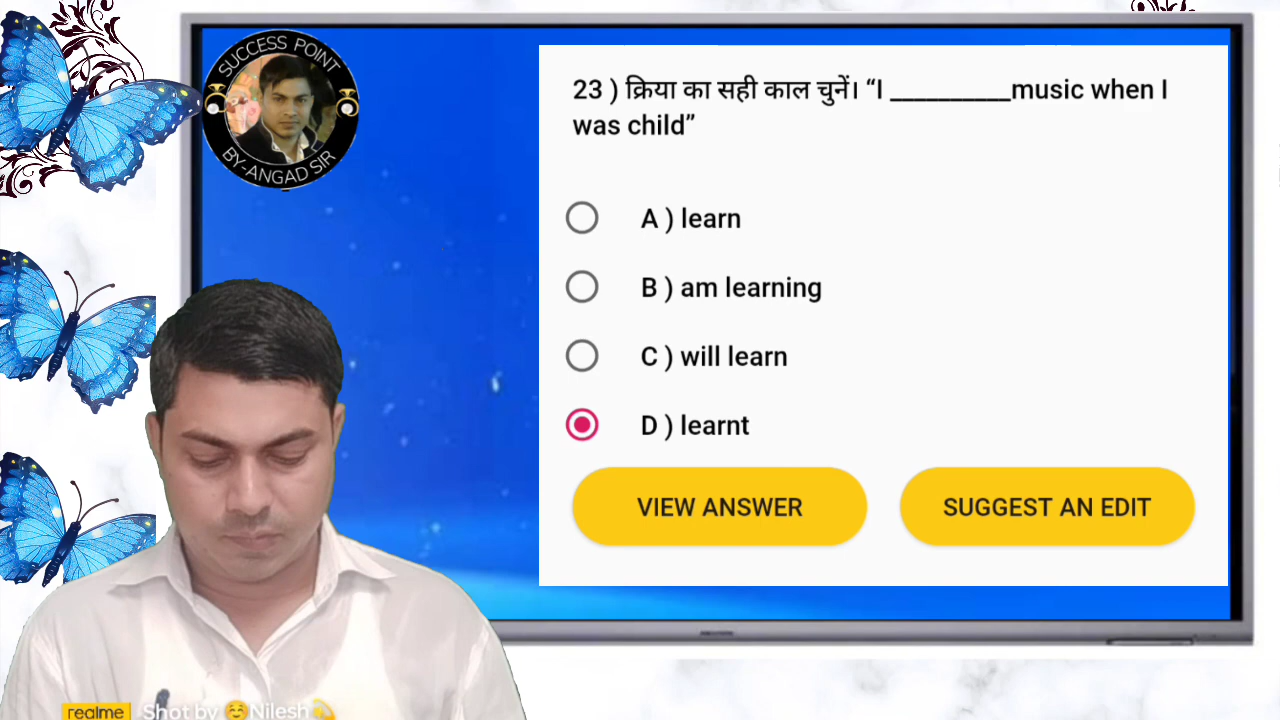 SUCCESS POINT
BY-ANGAD SIR
23 ) क्रिया का सही काल चुनें। “I __________music when I
was child”
A ) learn
B ) am learning
C ) will learn
D ) learnt
VIEW ANSWER
SUGGEST AN EDIT
realme Shot by 😊Nilesh💫